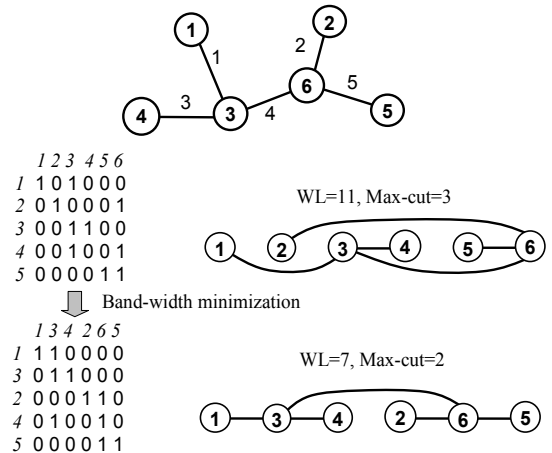 1 2
1 2
6 5
3 4 5
4 3
1 2 3 4 5 6
1 1 0 1 0 0 0
2 0 1 0 0 0 1
3 0 0 1 1 0 0
4 0 0 1 0 0 1
5 0 0 0 0 1 1
WL=11, Max-cut=3
1 2 3 4 5 6
Band-width minimization
1 3 4 2 6 5
1 1 1 0 0 0 0
3 0 1 1 0 0 0
2 0 0 0 1 1 0
4 0 1 0 0 1 0
5 0 0 0 0 1 1
WL=7, Max-cut=2
1 3 4 2 6 5